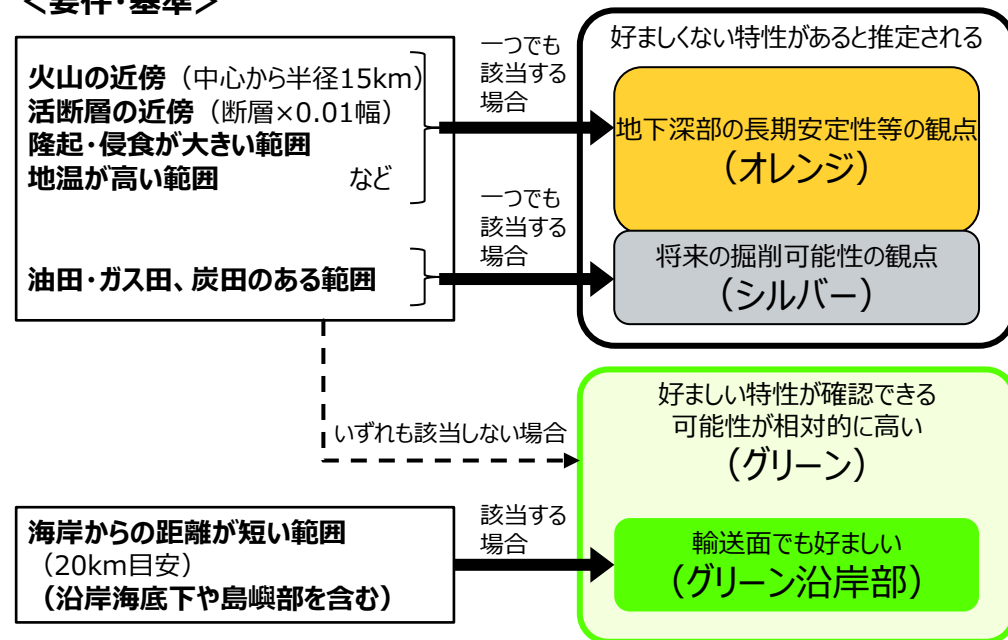 ＜要件・基準＞
火山の近傍（中心から半径15km）
活断層の近傍（断層×0.01幅）
隆起・侵食が大きい範囲
地温が高い範囲　　　　など
油田・ガス田、炭田のある範囲
一つでも
該当する
場合
一つでも
該当する
場合
好ましくない特性があると推定される
地下深部の長期安定性等の観点
（オレンジ）
将来の掘削可能性の観点
（シルバー）
いずれも該当しない場合
好ましい特性が確認できる
可能性が相対的に高い
（グリーン）
海岸からの距離が短い範囲
（20km目安）
（沿岸海底下や島嶼部を含む）
該当する
場合
輸送面でも好ましい
（グリーン沿岸部）